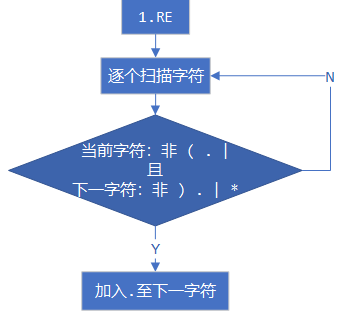 1.RE
逐个扫描字符
N
当前字符：非 ( . |
且
下一字符：非 ) . | *
Y
加入.至下一字符